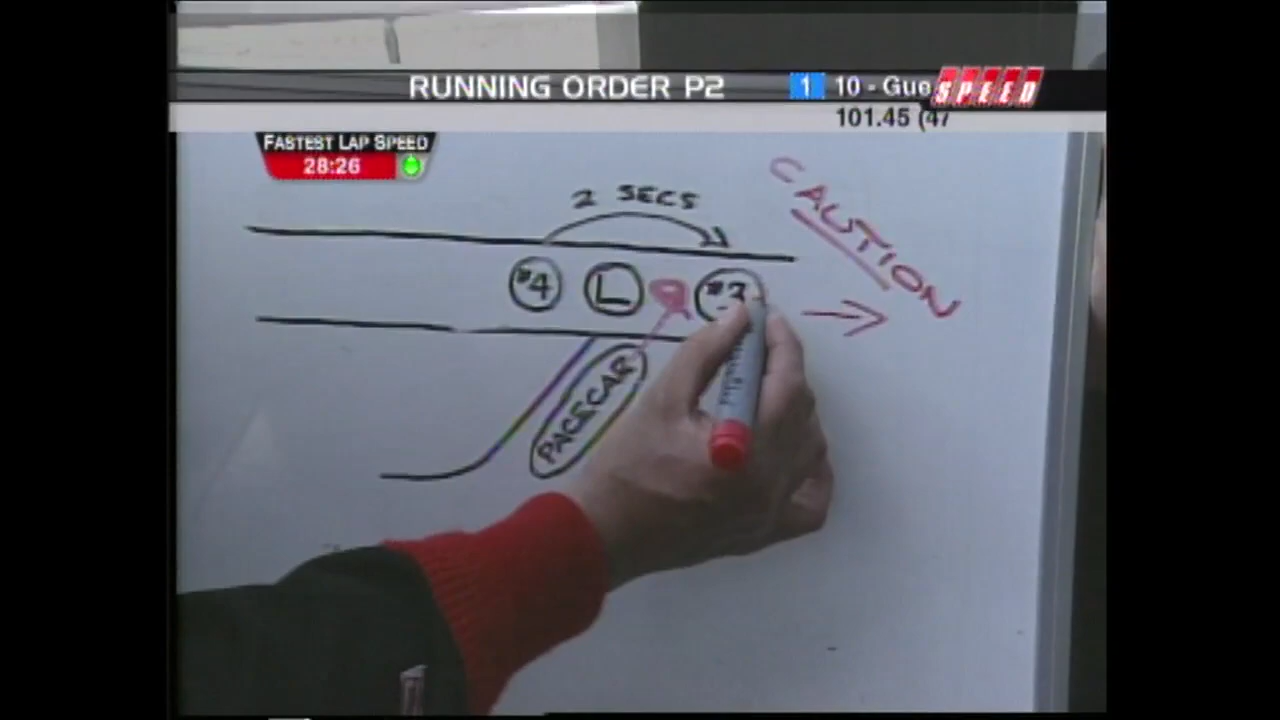 RUNNING ORDER P2 1 10 - Gue
SPEED
101.45 (47
FASTEST LAP SPEED
28:26
2 SECS
CAUTION
#4 L #3
PACECAR